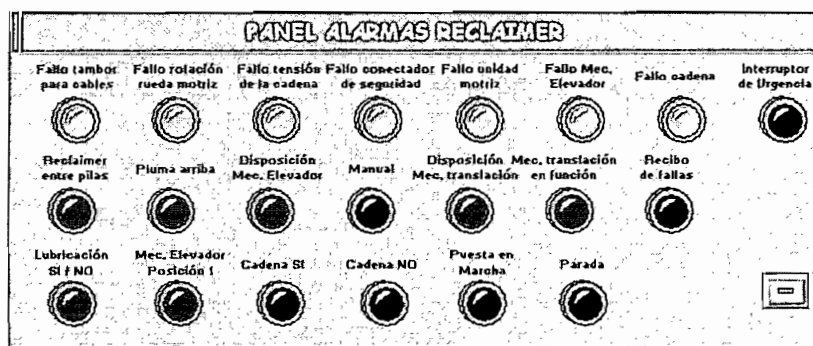 PANEL ALARMAS RECLAIMER
Fallo tambor
para cables
Fallo rotación
rueda motriz
Fallo tensión
de la cadena
Fallo conectador
de seguridad
Fallo unidad
motriz
Fallo Mec.
Elevador
Fallo cadena
Interruptor
de Urgencia
Reclaimer
entre pilas
Pluma arriba
Disposición
Mec. Elevador
Manual
Disposición
Mec. translación
Mec. translación
en función
Recibo
de fallas
Lubricación
SI / NO
Mec. Elevador
Posición 1
Cadena SI
Cadena NO
Puesta en
Marcha
Parada